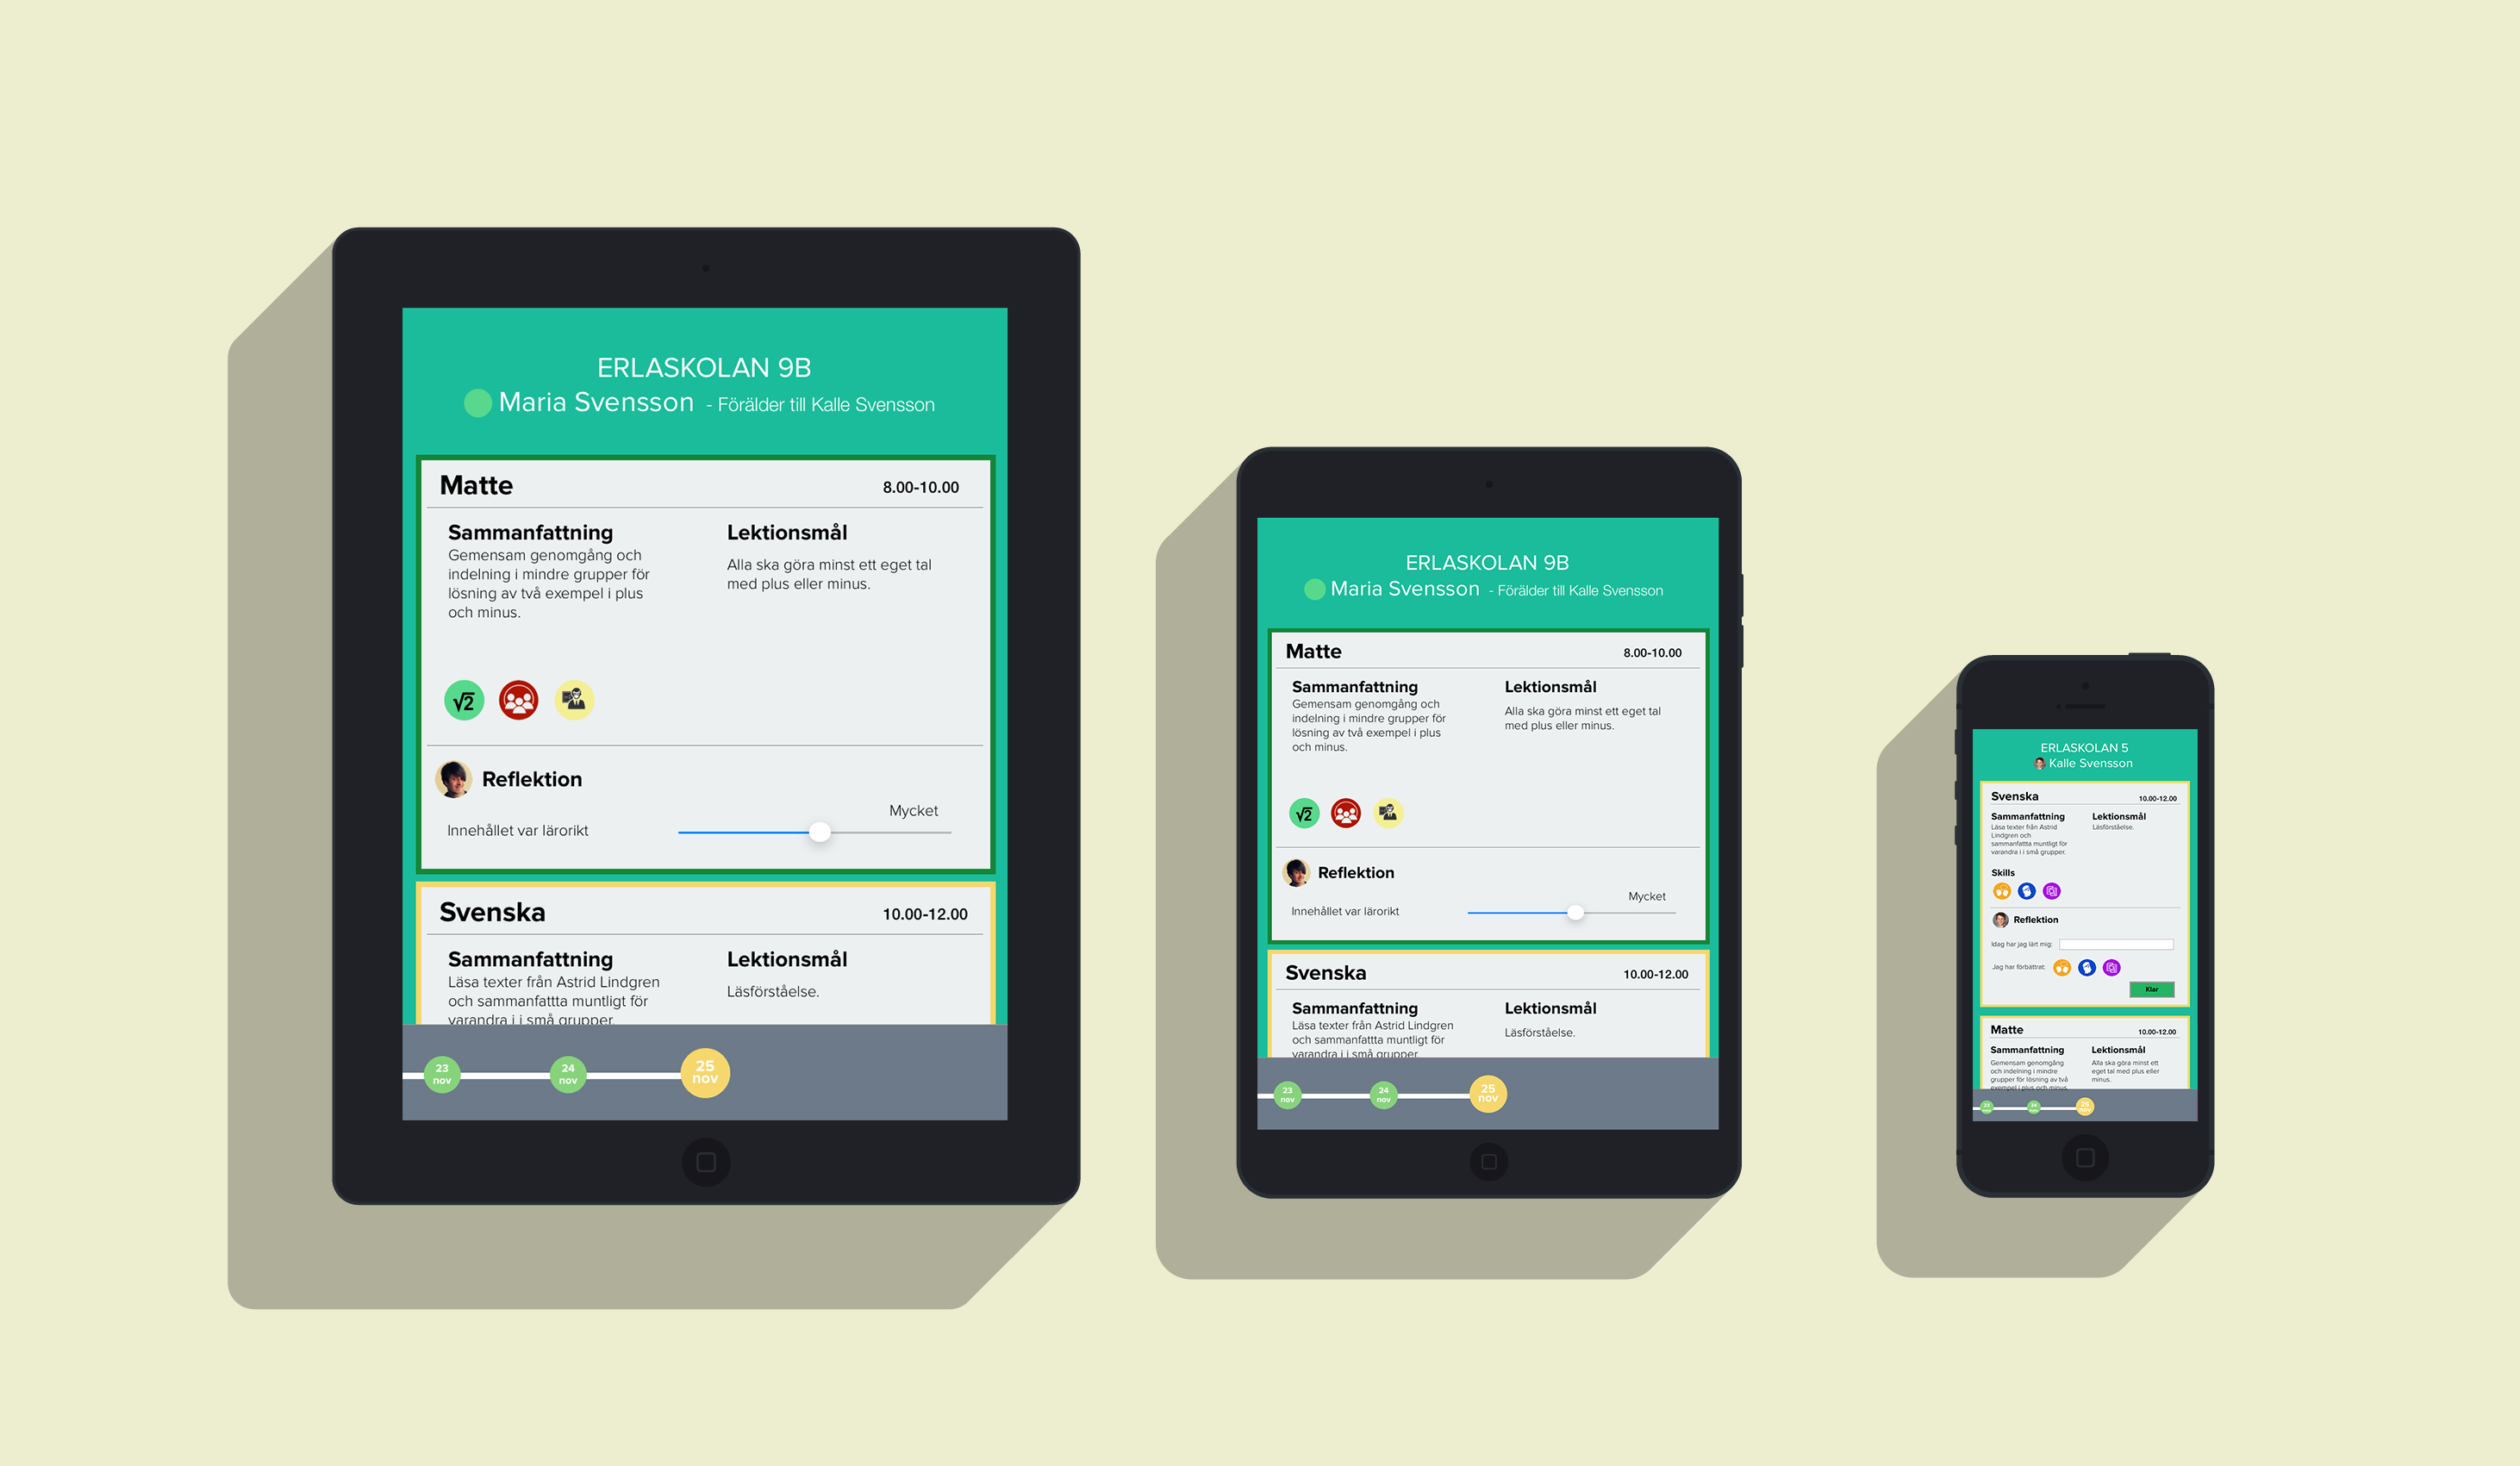 ERLASKOLAN 9B
Maria Svensson - Förälder till Kalle Svensson
Matte 8.00-10.00
Sammanfattning
Gemensam genomgång och
indelning i mindre grupper för
lösning av två exempel i plus
och minus.
Lektionsmål
Alla ska göra minst ett eget tal
med plus eller minus.
√2
Reflektion
Mycket
Innehållet var lärorikt
Svenska 10.00-12.00
Sammanfattning
Läsa texter från Astrid Lindgren
och sammanfattta muntligt för
varandra i i små grupper.
Lektionsmål
Läsförståelse.
23
nov
24
nov
25
nov
ERLASKOLAN 9B
Maria Svensson - Förälder till Kalle Svensson
Matte 8.00-10.00
Sammanfattning
Gemensam genomgång och
indelning i mindre grupper för
lösning av två exempel i plus
och minus.
Lektionsmål
Alla ska göra minst ett eget tal
med plus eller minus.
√2
Reflektion
Mycket
Innehållet var lärorikt
Svenska 10.00-12.00
Sammanfattning
Läsa texter från Astrid Lindgren
och sammanfattta muntligt för
varandra i i små grupper.
Lektionsmål
Läsförståelse.
23
nov
24
nov
25
nov
ERLASKOLAN 5
Kalle Svensson
Svenska 10.00-12.00
Sammanfattning
Läsa texter från Astrid
Lindgren och
sammanfattta muntligt för
varandra i i små grupper.
Lektionsmål
Läsförståelse.
Skills
Reflektion
Idag har jag lärt mig:
Jag har förbättrat:
Klar
Matte 10.00-12.00
Sammanfattning
Gemensam genomgång
och indelning i mindre
grupper för lösning av två
exempel i plus och minus.
Lektionsmål
Alla ska göra minst ett
eget tal med plus eller
minus.
23
nov
24
nov
25
nov